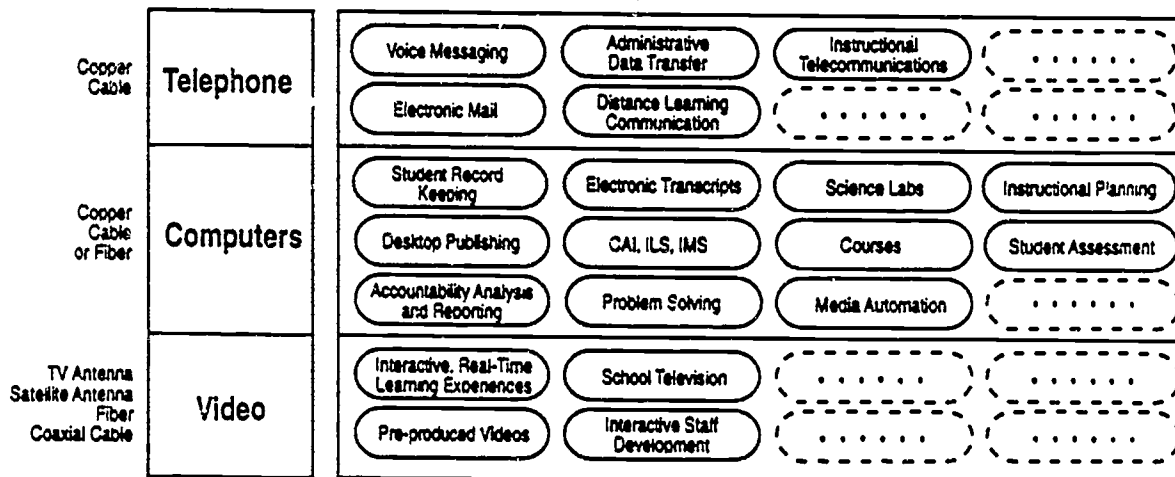 Copper
Cable
Telephone
Voice Messaging
Administrative
Data Transfer
Instructional
Telecommunications
. . . . . .
Electronic Mail
Distance Learning
Communication
. . . . . .
. . . . . .
Copper
Cable
or Fiber
Computers
Student Record
Keeping
Electronic Transcripts
Science Labs
Instructional Planning
Desktop Publishing
CAI, ILS, IMS
Courses
Student Assessment
Accountability Analysis
and Reporting
Problem Solving
Media Automation
. . . . . .
TV Antenna
Satellite Antenna
Fiber
Coaxial Cable
Video
Interactive, Real-Time
Learning Experiences
School Television
. . . . . .
. . . . . .
Pre-produced Videos
Interactive Staff
Development
. . . . . .
. . . . . .